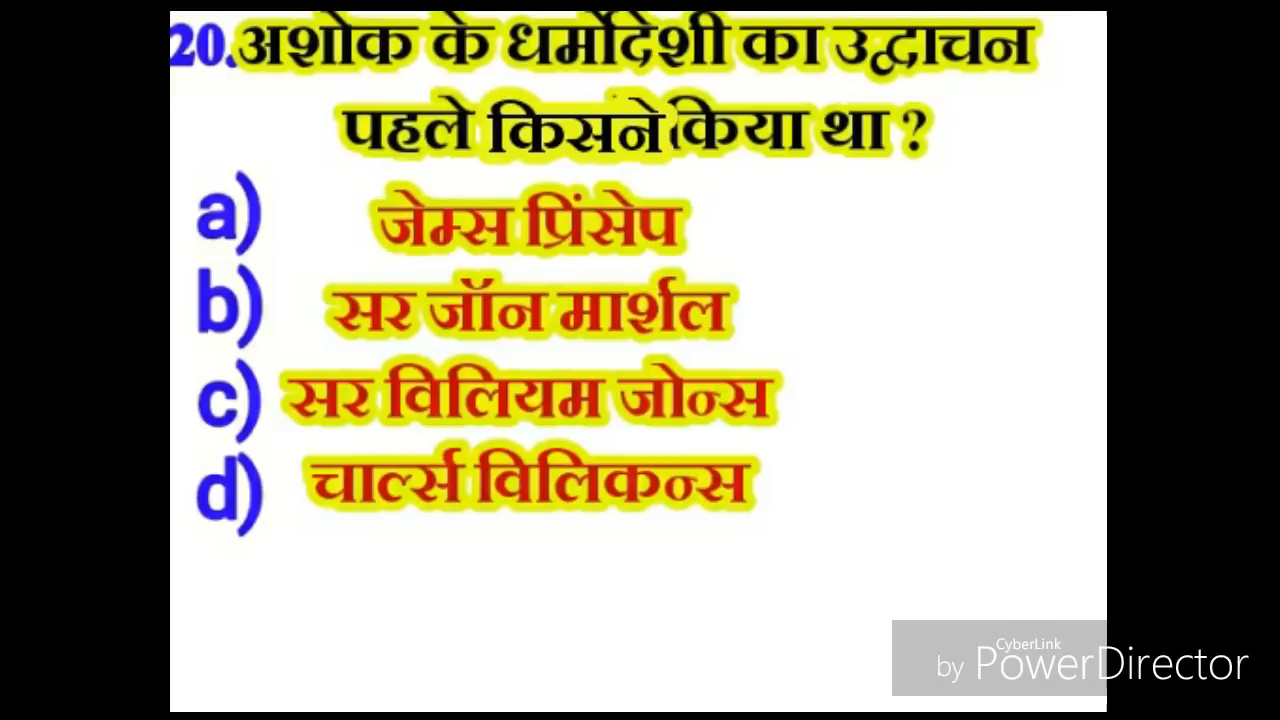 20.अशोक के धर्मोदेशी का उद्वाचन
पहले किसने किया था ?
a) जेम्स प्रिंसेप
b) सर जॉन मार्शल
c) सर विलियम जोन्स
d) चार्ल्स विलिकन्स
CyberLink
by PowerDirector